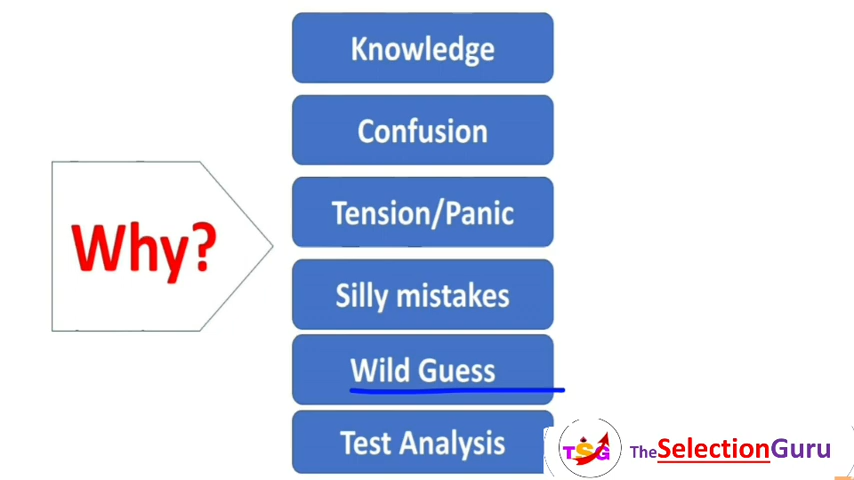 Knowledge
Confusion
Tension/Panic
Why?
Silly mistakes
Wild Guess
Test Analysis
TSG TheSelectionGuru